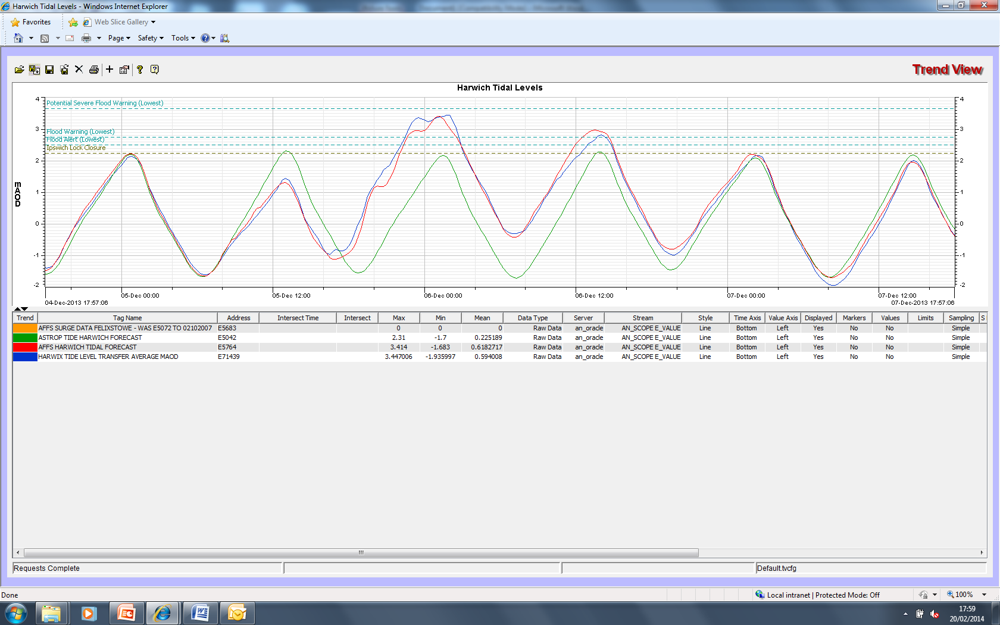 Harwich Tidal Levels - Windows Internet Explorer
Favorites Web Slice Gallery
Page Safety Tools
Trend View
Harwich Tidal Levels
4 4
Potential Severe Flood Warning (Lowest)
3 Flood Warning (Lowest) 3
Flood Alert (Lowest)
Ipswich Lock Closure
2 2
mAOD
1 1
0 0
-1 -1
-2 -2
05-Dec 00:00 05-Dec 12:00 06-Dec 00:00 06-Dec 12:00 07-Dec 00:00 07-Dec 12:00
04-Dec-2013 17:57:06 07-Dec-2013 17:57:06
Trend Tag Name Address Intersect Time Intersect Max Min Mean Data Type Server Stream Style Time Axis Value Axis Displayed Markers Values Limits Sampling S
AFFS SURGE DATA FELIXSTOWE - WAS E5072 TO 02102007 E5683 0 0 0 Raw Data an_oracle AN_SCOPE E_VALUE Line Bottom Left Yes No No Simple
ASTROP TIDE HARWICH FORECAST E5042 2.31 -1.7 0.225189 Raw Data an_oracle AN_SCOPE E_VALUE Line Bottom Left Yes No No Simple
AFFS HARWICH TIDAL FORECAST E5764 3.414 -1.683 0.6182717 Raw Data an_oracle AN_SCOPE E_VALUE Line Bottom Left Yes No No Simple
HARWIX TIDE LEVEL TRANSFER AVERAGE MAOD E71439 3.447006 -1.935997 0.594008 Raw Data an_oracle AN_SCOPE E_VALUE Line Bottom Left Yes No No Simple
Requests Complete Default.tvcfg
Done Local intranet | Protected Mode: Off 100%
17:59
20/02/2014